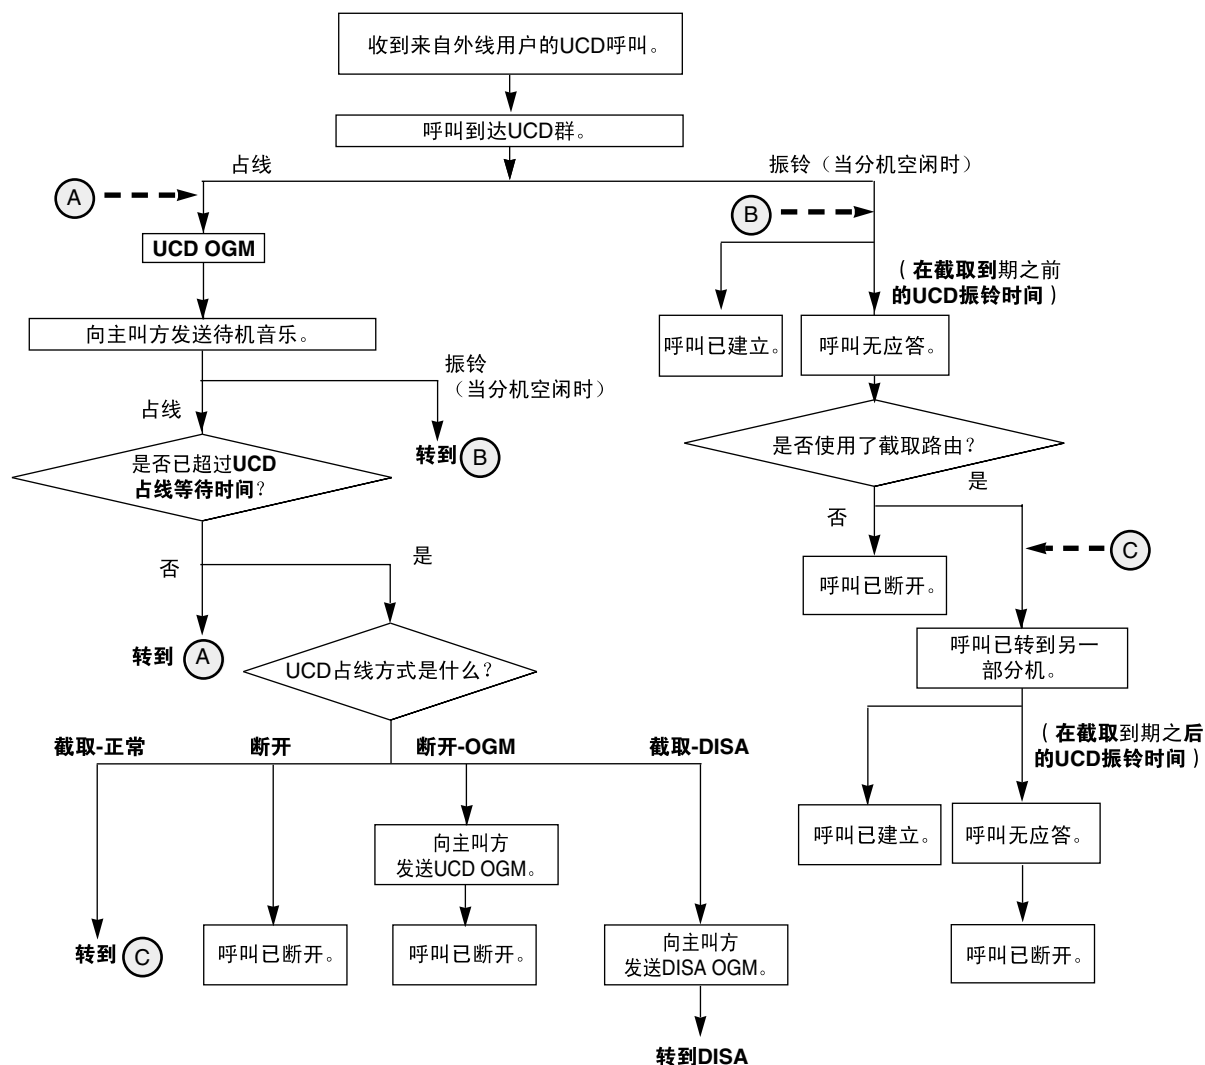 收到来自外线用户的UCD呼叫。
呼叫到达UCD群。
占线
振铃（当分机空闲时）
A
B
UCD OGM
（在截取到期之前
的UCD振铃时间）
向主叫方发送待机音乐。
呼叫已建立。
呼叫无应答。
振铃
（当分机空闲时）
占线
转到 B
是否使用了截取路由？
是否已超过UCD
占线等待时间？
是
否
C
否
是
呼叫已断开。
转到 A
UCD占线方式是什么？
呼叫已转到另一
部分机。
截取-正常
断开
断开-OGM
截取-DISA
（在截取到期之后
的UCD振铃时间）
向主叫方
发送UCD OGM。
呼叫已建立。
呼叫无应答。
转到 C
呼叫已断开。
呼叫已断开。
向主叫方
发送DISA OGM。
呼叫已断开。
转到DISA